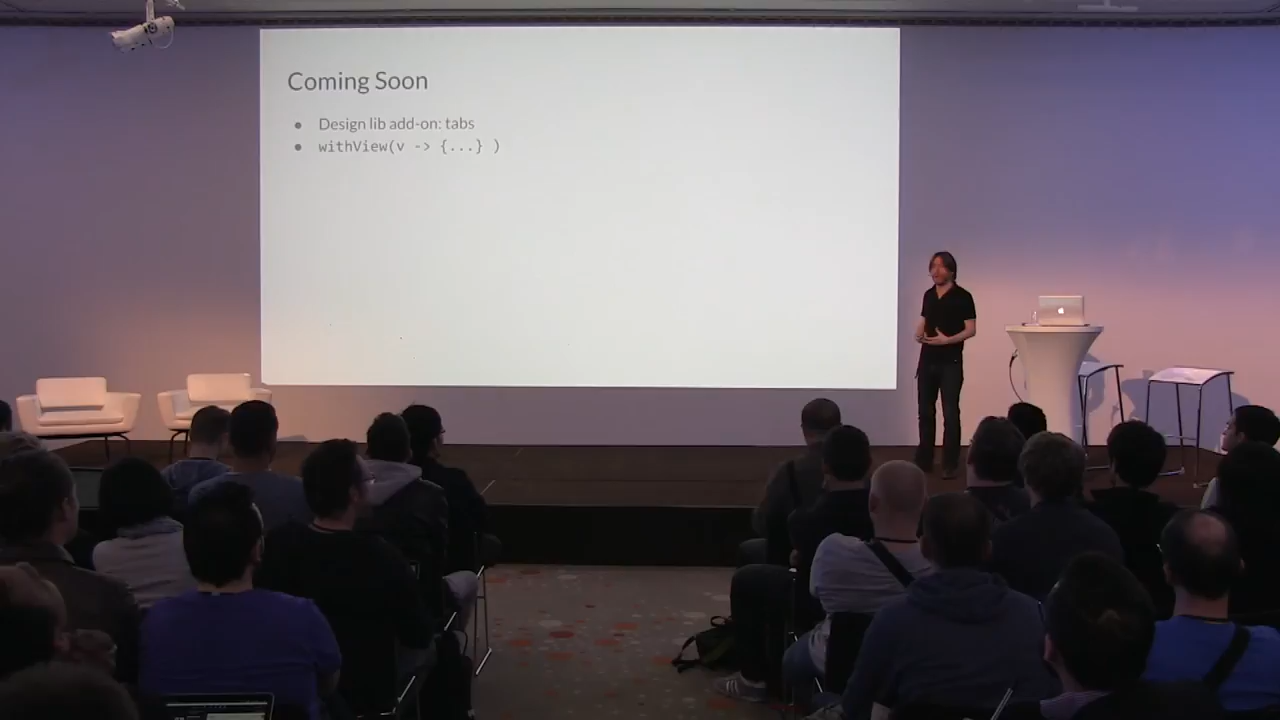 Coming Soon
● Design lib add-on: tabs
● withView(v -> {...} )